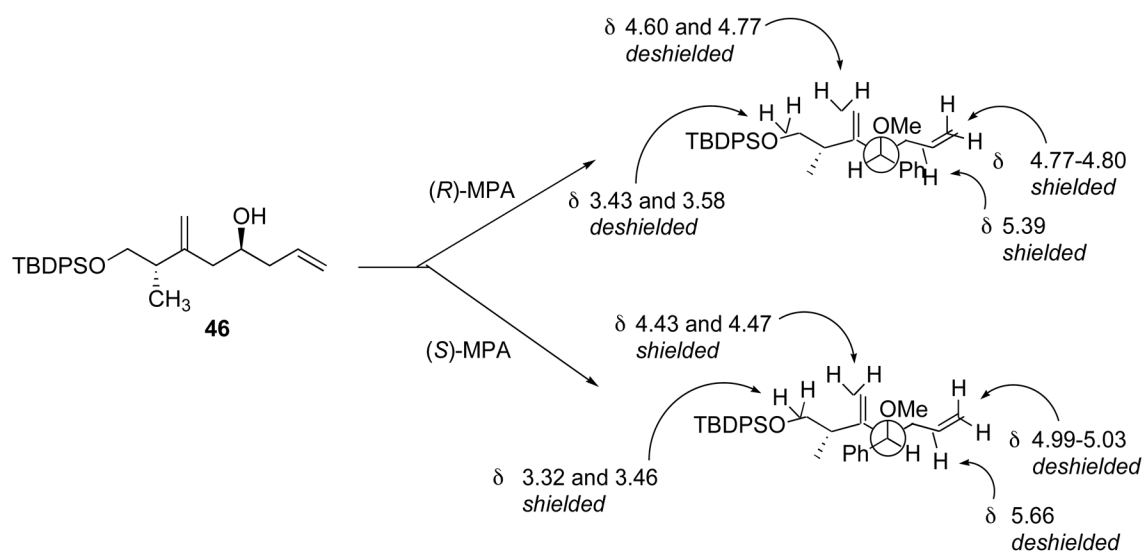 δ 4.60 and 4.77
deshielded
H H
H H
H
H
OMe
TBDPSO
H
Ph
H
δ 4.77-4.80
shielded
(R)-MPA
δ 3.43 and 3.58
deshielded
δ 5.39
shielded
OH
TBDPSO
CH3
46
δ 4.43 and 4.47
shielded
(S)-MPA
H H
H H
H
H
OMe
TBDPSO
Ph
H
H
δ 4.99-5.03
deshielded
δ 3.32 and 3.46
shielded
δ 5.66
deshielded